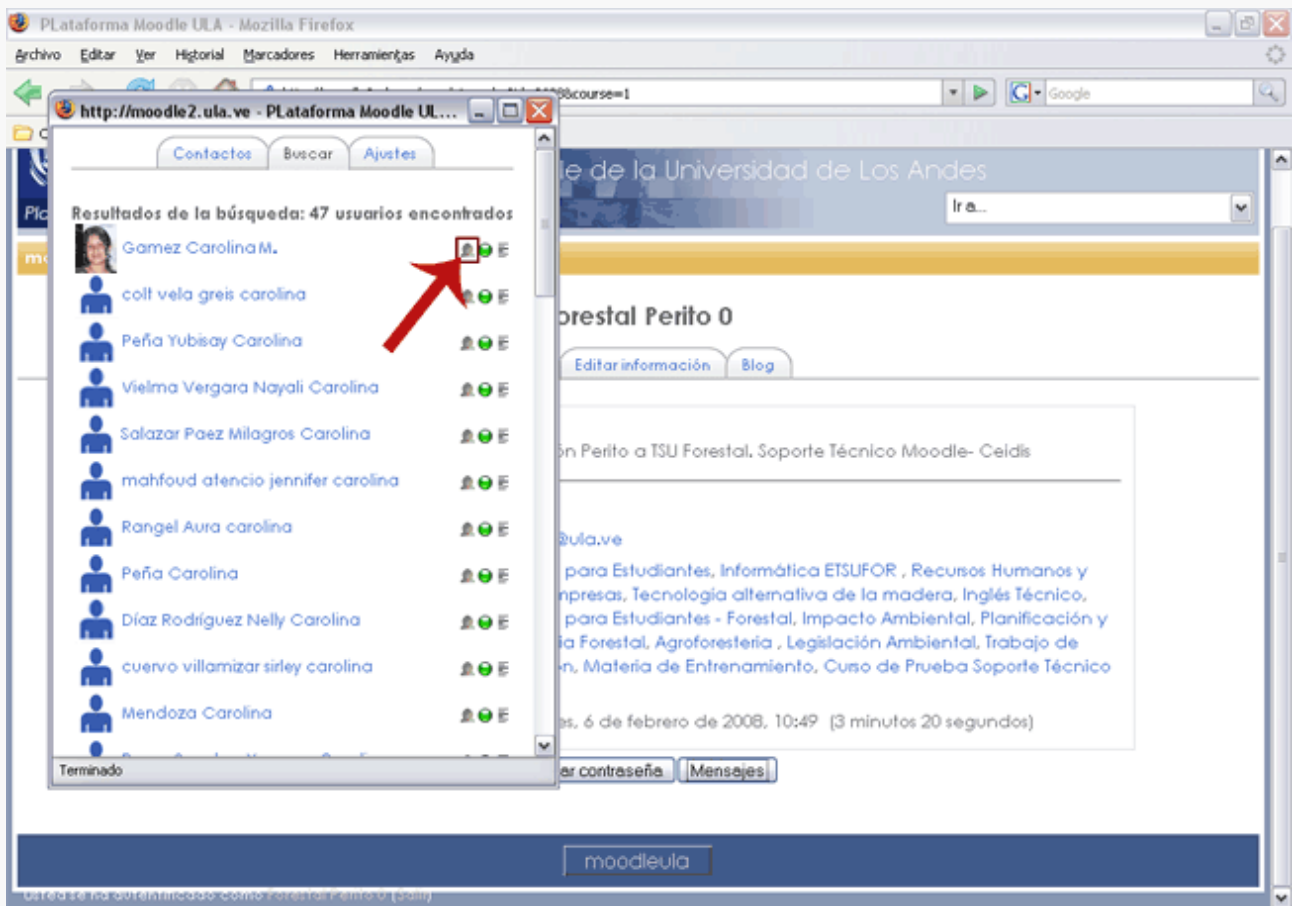 PLataforma Moodle ULA - Mozilla Firefox
Archivo Editar Ver Historial Marcadores Herramientas Ayuda
course=1
Google
http://moodle2.ula.ve - PLataforma Moodle UL...
Contactos Buscar Ajustes
le de la Universidad de Los Andes
Ir a...
Resultados de la búsqueda: 47 usuarios encontrados
Gamez Carolina M.
colt vela greis carolina
Peña Yubisay Carolina
Vielma Vergara Nayali Carolina
Salazar Paez Milagros Carolina
mahfoud atencio jennifer carolina
Rangel Aura carolina
Peña Carolina
Díaz Rodríguez Nelly Carolina
cuervo villamizar sirley carolina
Mendoza Carolina
Terminado
orestal Perito 0
Editar información Blog
ón Perito a TSU Forestal. Soporte Técnico Moodle- Ceidis
@ula.ve
para Estudiantes, Informática ETSUFOR , Recursos Humanos y
mpresas, Tecnología alternativa de la madera, Inglés Técnico,
para Estudiantes - Forestal, Impacto Ambiental, Planificación y
ia Forestal, Agroforesteria , Legislación Ambiental, Trabajo de
ón, Materia de Entrenamiento, Curso de Prueba Soporte Técnico
es, 6 de febrero de 2008, 10:49 (3 minutos 20 segundos)
ar contraseña Mensajes
moodleula
Usted se ha autentificado como Forestal Perito 0 (Salir)